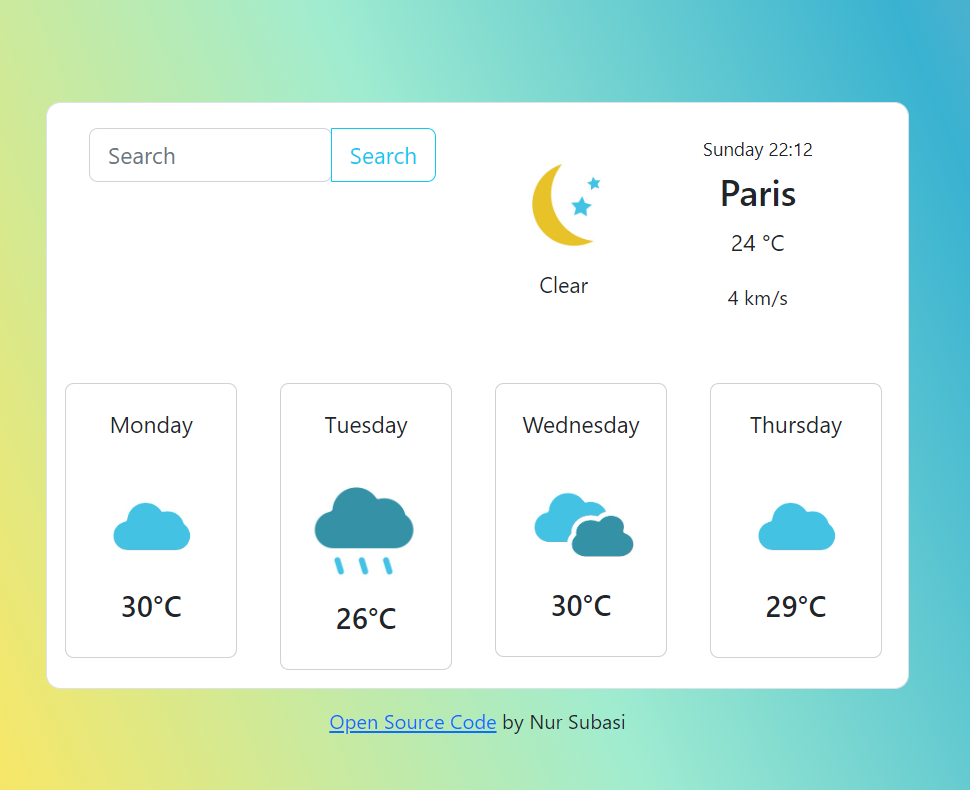 Search Search
Sunday 22:12
Paris
24 °C
Clear
4 km/s
Monday Tuesday Wednesday Thursday
30°C 26°C 30°C 29°C
Open Source Code by Nur Subasi